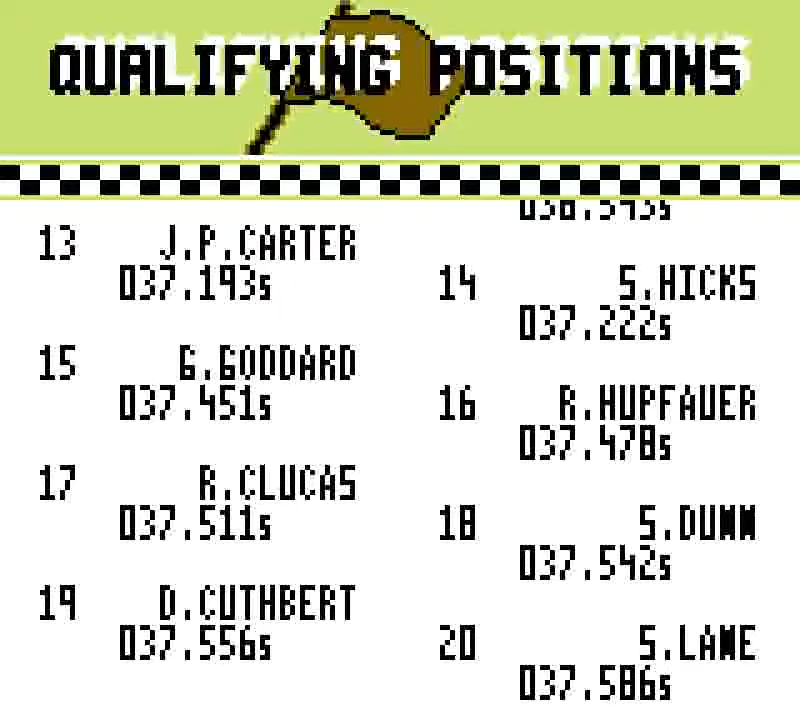 QUALIFYING POSITIONS
13 J.P.CARTER
037.193s
14 S.HICKS
037.222s
15 G.GODDARD
037.451s
16 R.HUPFAUER
037.478s
17 R.CLUCAS
037.511s
18 S.DUNN
037.542s
19 D.CUTHBERT
037.556s
20 S.LANE
037.586s